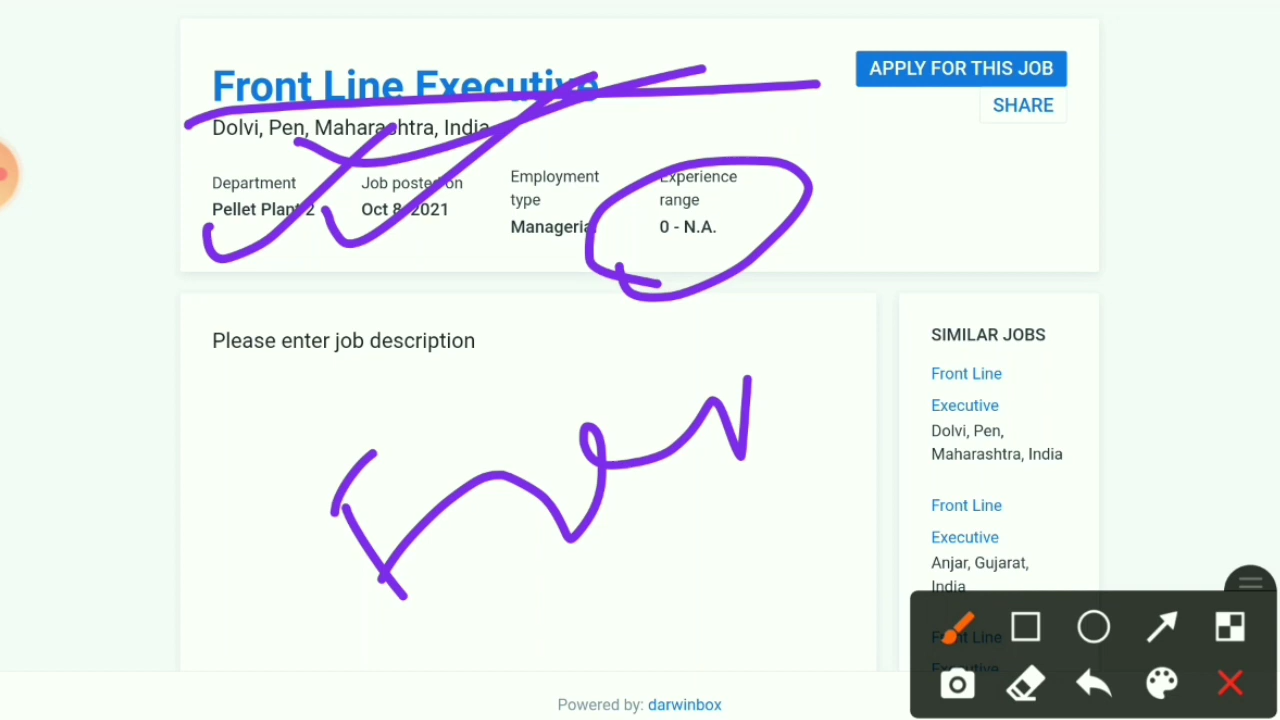 Front Line Executive
Dolvi, Pen, Maharashtra, India
APPLY FOR THIS JOB
SHARE
Department
Pellet Plant 2
Job posted on
Oct 8, 2021
Employment
type
Managerial
Experience
range
0 - N.A.
Please enter job description
SIMILAR JOBS
Front Line
Executive
Dolvi, Pen,
Maharashtra, India
Front Line
Executive
Anjar, Gujarat,
India
Front Line
Executive
Powered by: darwinbox